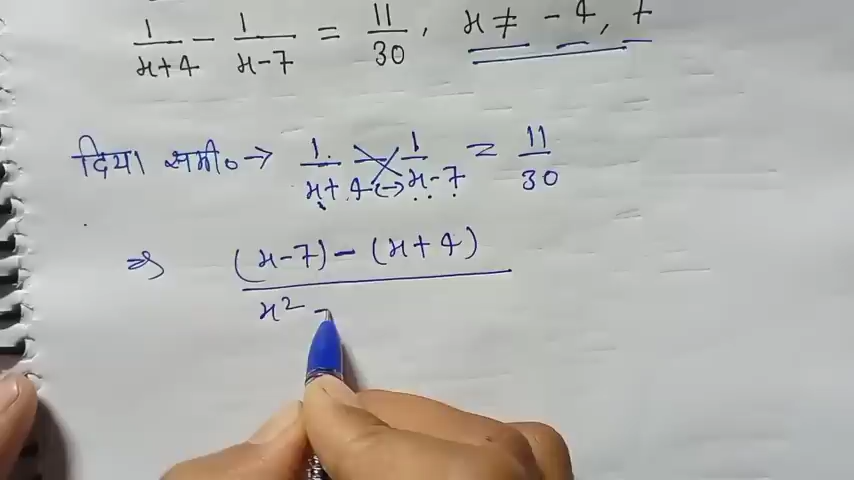 1/(x+4) - 1/(x-7) = 11/30, x ≠ -4, 7
दिया समी० → 1/(x+4) - 1/(x-7) = 11/30
⇒ (x-7) - (x+4)
x² -